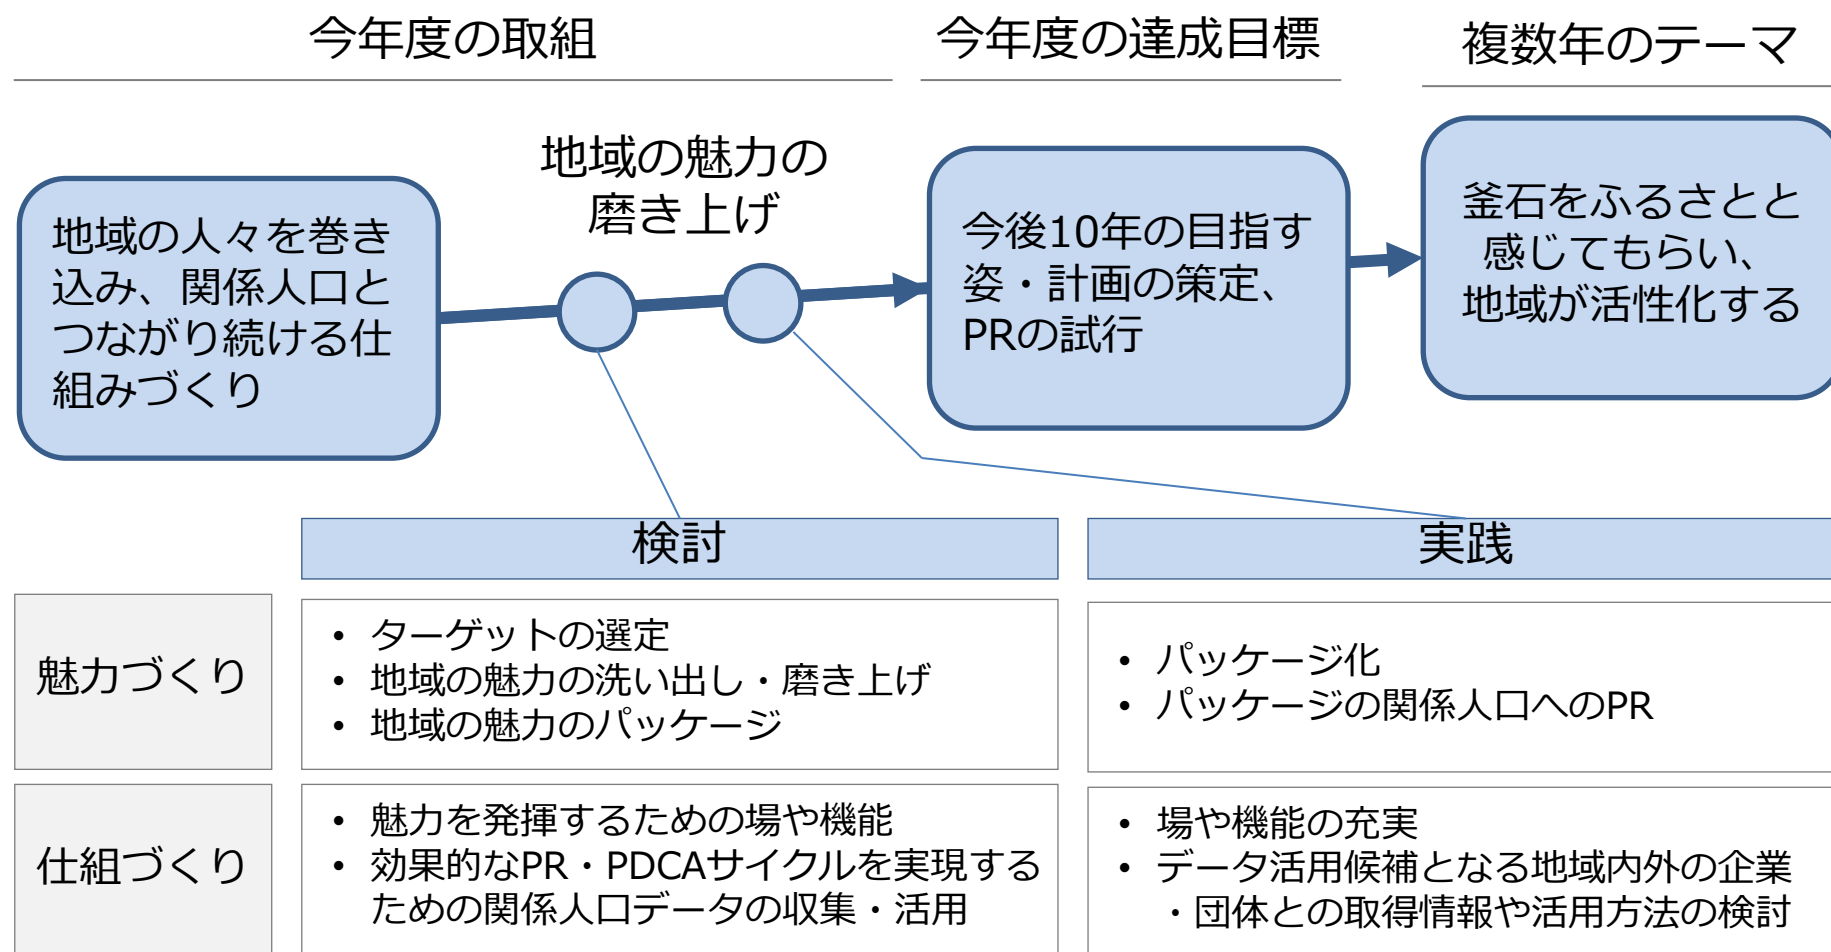 今年度の取組
今年度の達成目標
複数年のテーマ
地域の人々を巻き
込み、関係人口と
つながり続ける仕
組みづくり
地域の魅力の
磨き上げ
今後10年の目指す
姿・計画の策定、
PRの試行
釜石をふるさとと
感じてもらい、
地域が活性化する
検討
実践
魅力づくり
• ターゲットの選定
• 地域の魅力の洗い出し・磨き上げ
• 地域の魅力のパッケージ
• パッケージ化
• パッケージの関係人口へのPR
仕組づくり
• 魅力を発揮するための場や機能
• 効果的なPR・PDCAサイクルを実現する
ための関係人口データの収集・活用
• 場や機能の充実
• データ活用候補となる地域内外の企業
・団体との取得情報や活用方法の検討